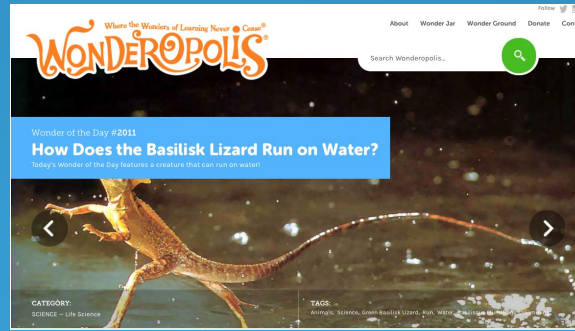 Follow
Where the Wonders of Learning Never Cease®
WONDEROPOLIS®
About Wonder Jar Wonder Ground Donate
Search Wonderopolis...
Wonder of the Day #2011
How Does the Basilisk Lizard Run on Water?
Today's Wonder of the Day features a creature that can run on water!
CATEGORY:
SCIENCE — Life Science
TAGS:
Animals, Science, Green Basilisk Lizard, Run, Water,